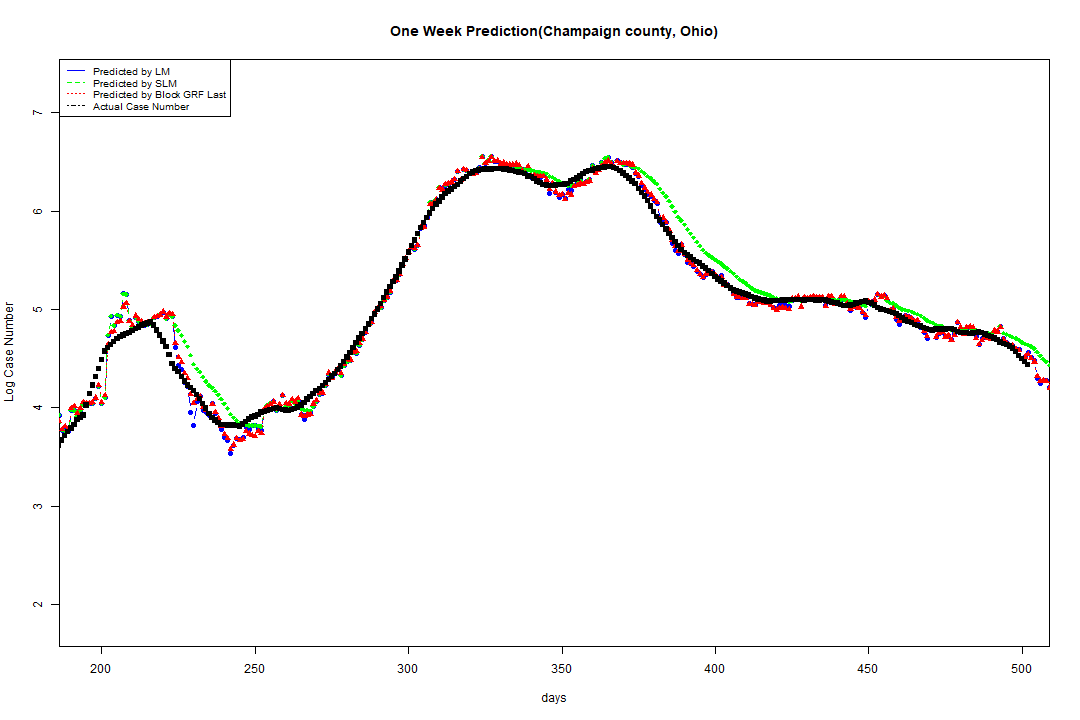 One Week Prediction(Champaign county, Ohio)
Predicted by LM
Predicted by SLM
Predicted by Block GRF Last
Actual Case Number
Log Case Number
7
6
5
4
3
2
200 250 300 350 400 450 500
days